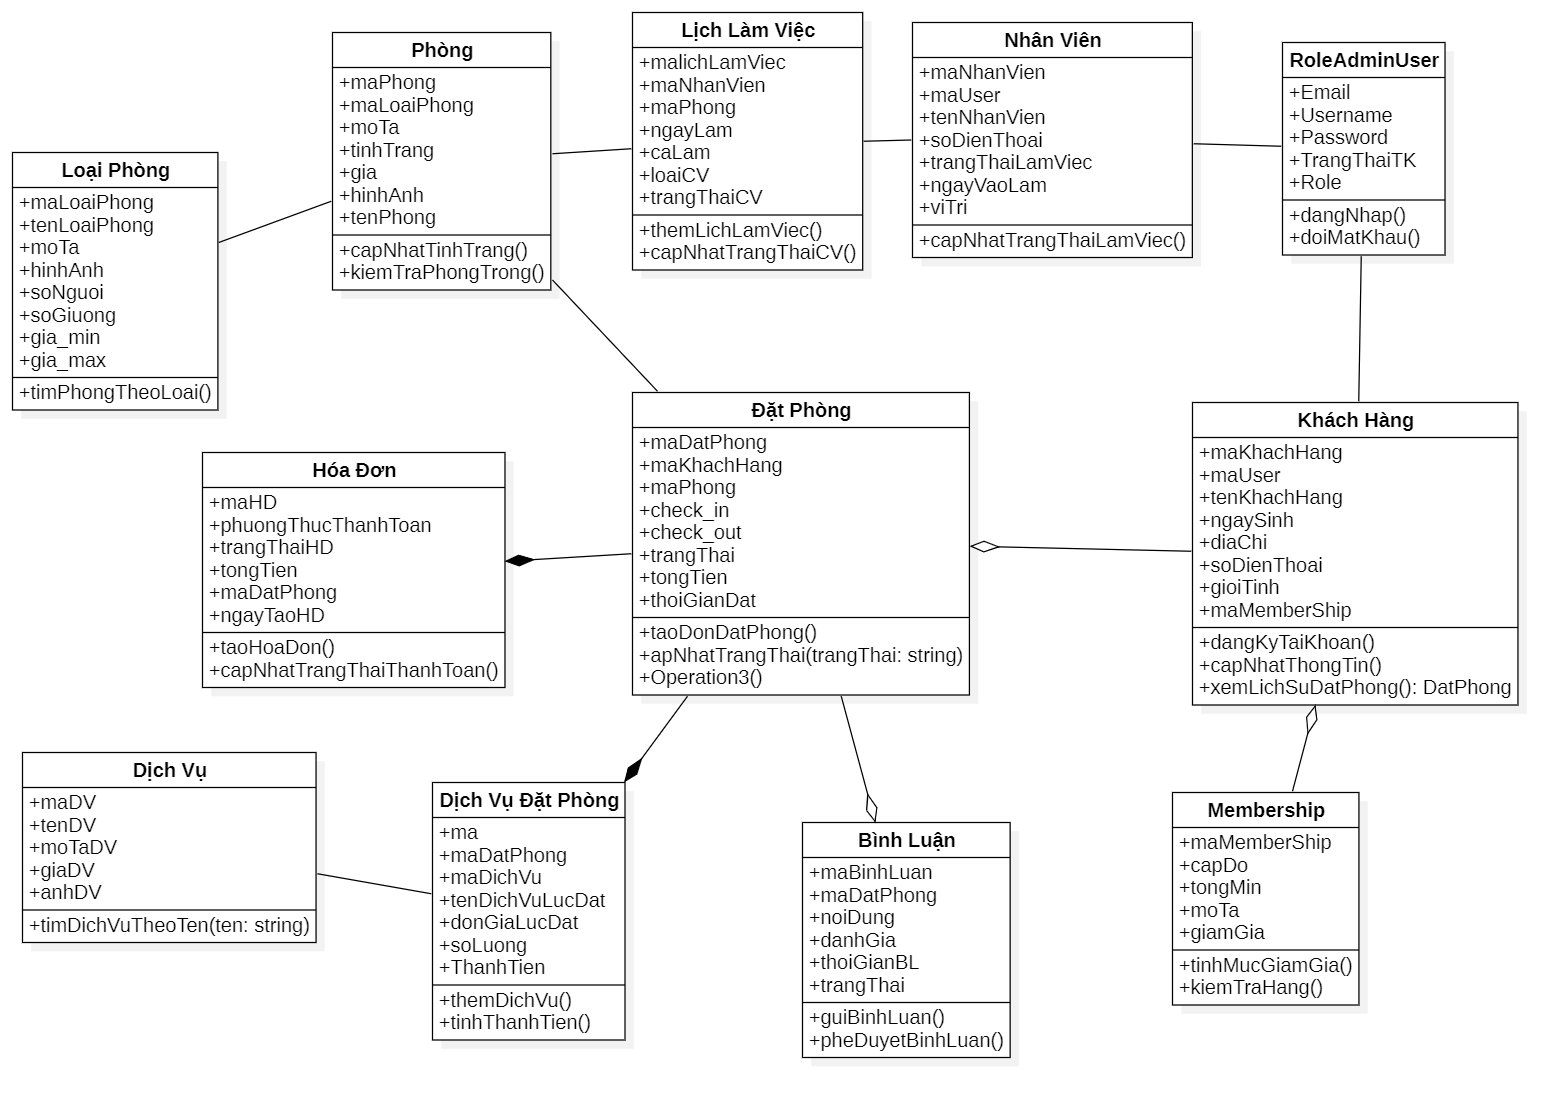 Loại Phòng
+maLoaiPhong
+tenLoaiPhong
+moTa
+hinhAnh
+soNguoi
+soGiuong
+gia_min
+gia_max
+timPhongTheoLoai()
Phòng
+maPhong
+maLoaiPhong
+moTa
+tinhTrang
+gia
+hinhAnh
+tenPhong
+capNhatTinhTrang()
+kiemTraPhongTrong()
Lịch Làm Việc
+malichLamViec
+maNhanVien
+maPhong
+ngayLam
+caLam
+loaiCV
+trangThaiCV
+themLichLamViec()
+capNhatTrangThaiCV()
Nhân Viên
+maNhanVien
+maUser
+tenNhanVien
+soDienThoai
+trangThaiLamViec
+ngayVaoLam
+viTri
+capNhatTrangThaiLamViec()
RoleAdminUser
+Email
+Username
+Password
+TrangThaiTK
+Role
+dangNhap()
+doiMatKhau()
Hóa Đơn
+maHD
+phuongThucThanhToan
+trangThaiHD
+tongTien
+maDatPhong
+ngayTaoHD
+taoHoaDon()
+capNhatTrangThaiThanhToan()
Đặt Phòng
+maDatPhong
+maKhachHang
+maPhong
+check_in
+check_out
+trangThai
+tongTien
+thoiGianDat
+taoDonDatPhong()
+apNhatTrangThai(trangThai: string)
+Operation3()
Khách Hàng
+maKhachHang
+maUser
+tenKhachHang
+ngaySinh
+diaChi
+soDienThoai
+gioiTinh
+maMemberShip
+dangKyTaiKhoan()
+capNhatThongTin()
+xemLichSuDatPhong(): DatPhong
Dịch Vụ
+maDV
+tenDV
+moTaDV
+giaDV
+anhDV
+timDichVuTheoTen(ten: string)
Dịch Vụ Đặt Phòng
+ma
+maDatPhong
+maDichVu
+tenDichVuLucDat
+donGiaLucDat
+soLuong
+ThanhTien
+themDichVu()
+tinhThanhTien()
Bình Luận
+maBinhLuan
+maDatPhong
+noiDung
+danhGia
+thoiGianBL
+trangThai
+guiBinhLuan()
+pheDuyetBinhLuan()
Membership
+maMemberShip
+capDo
+tongMin
+moTa
+giamGia
+tinhMucGiamGia()
+kiemTraHang()